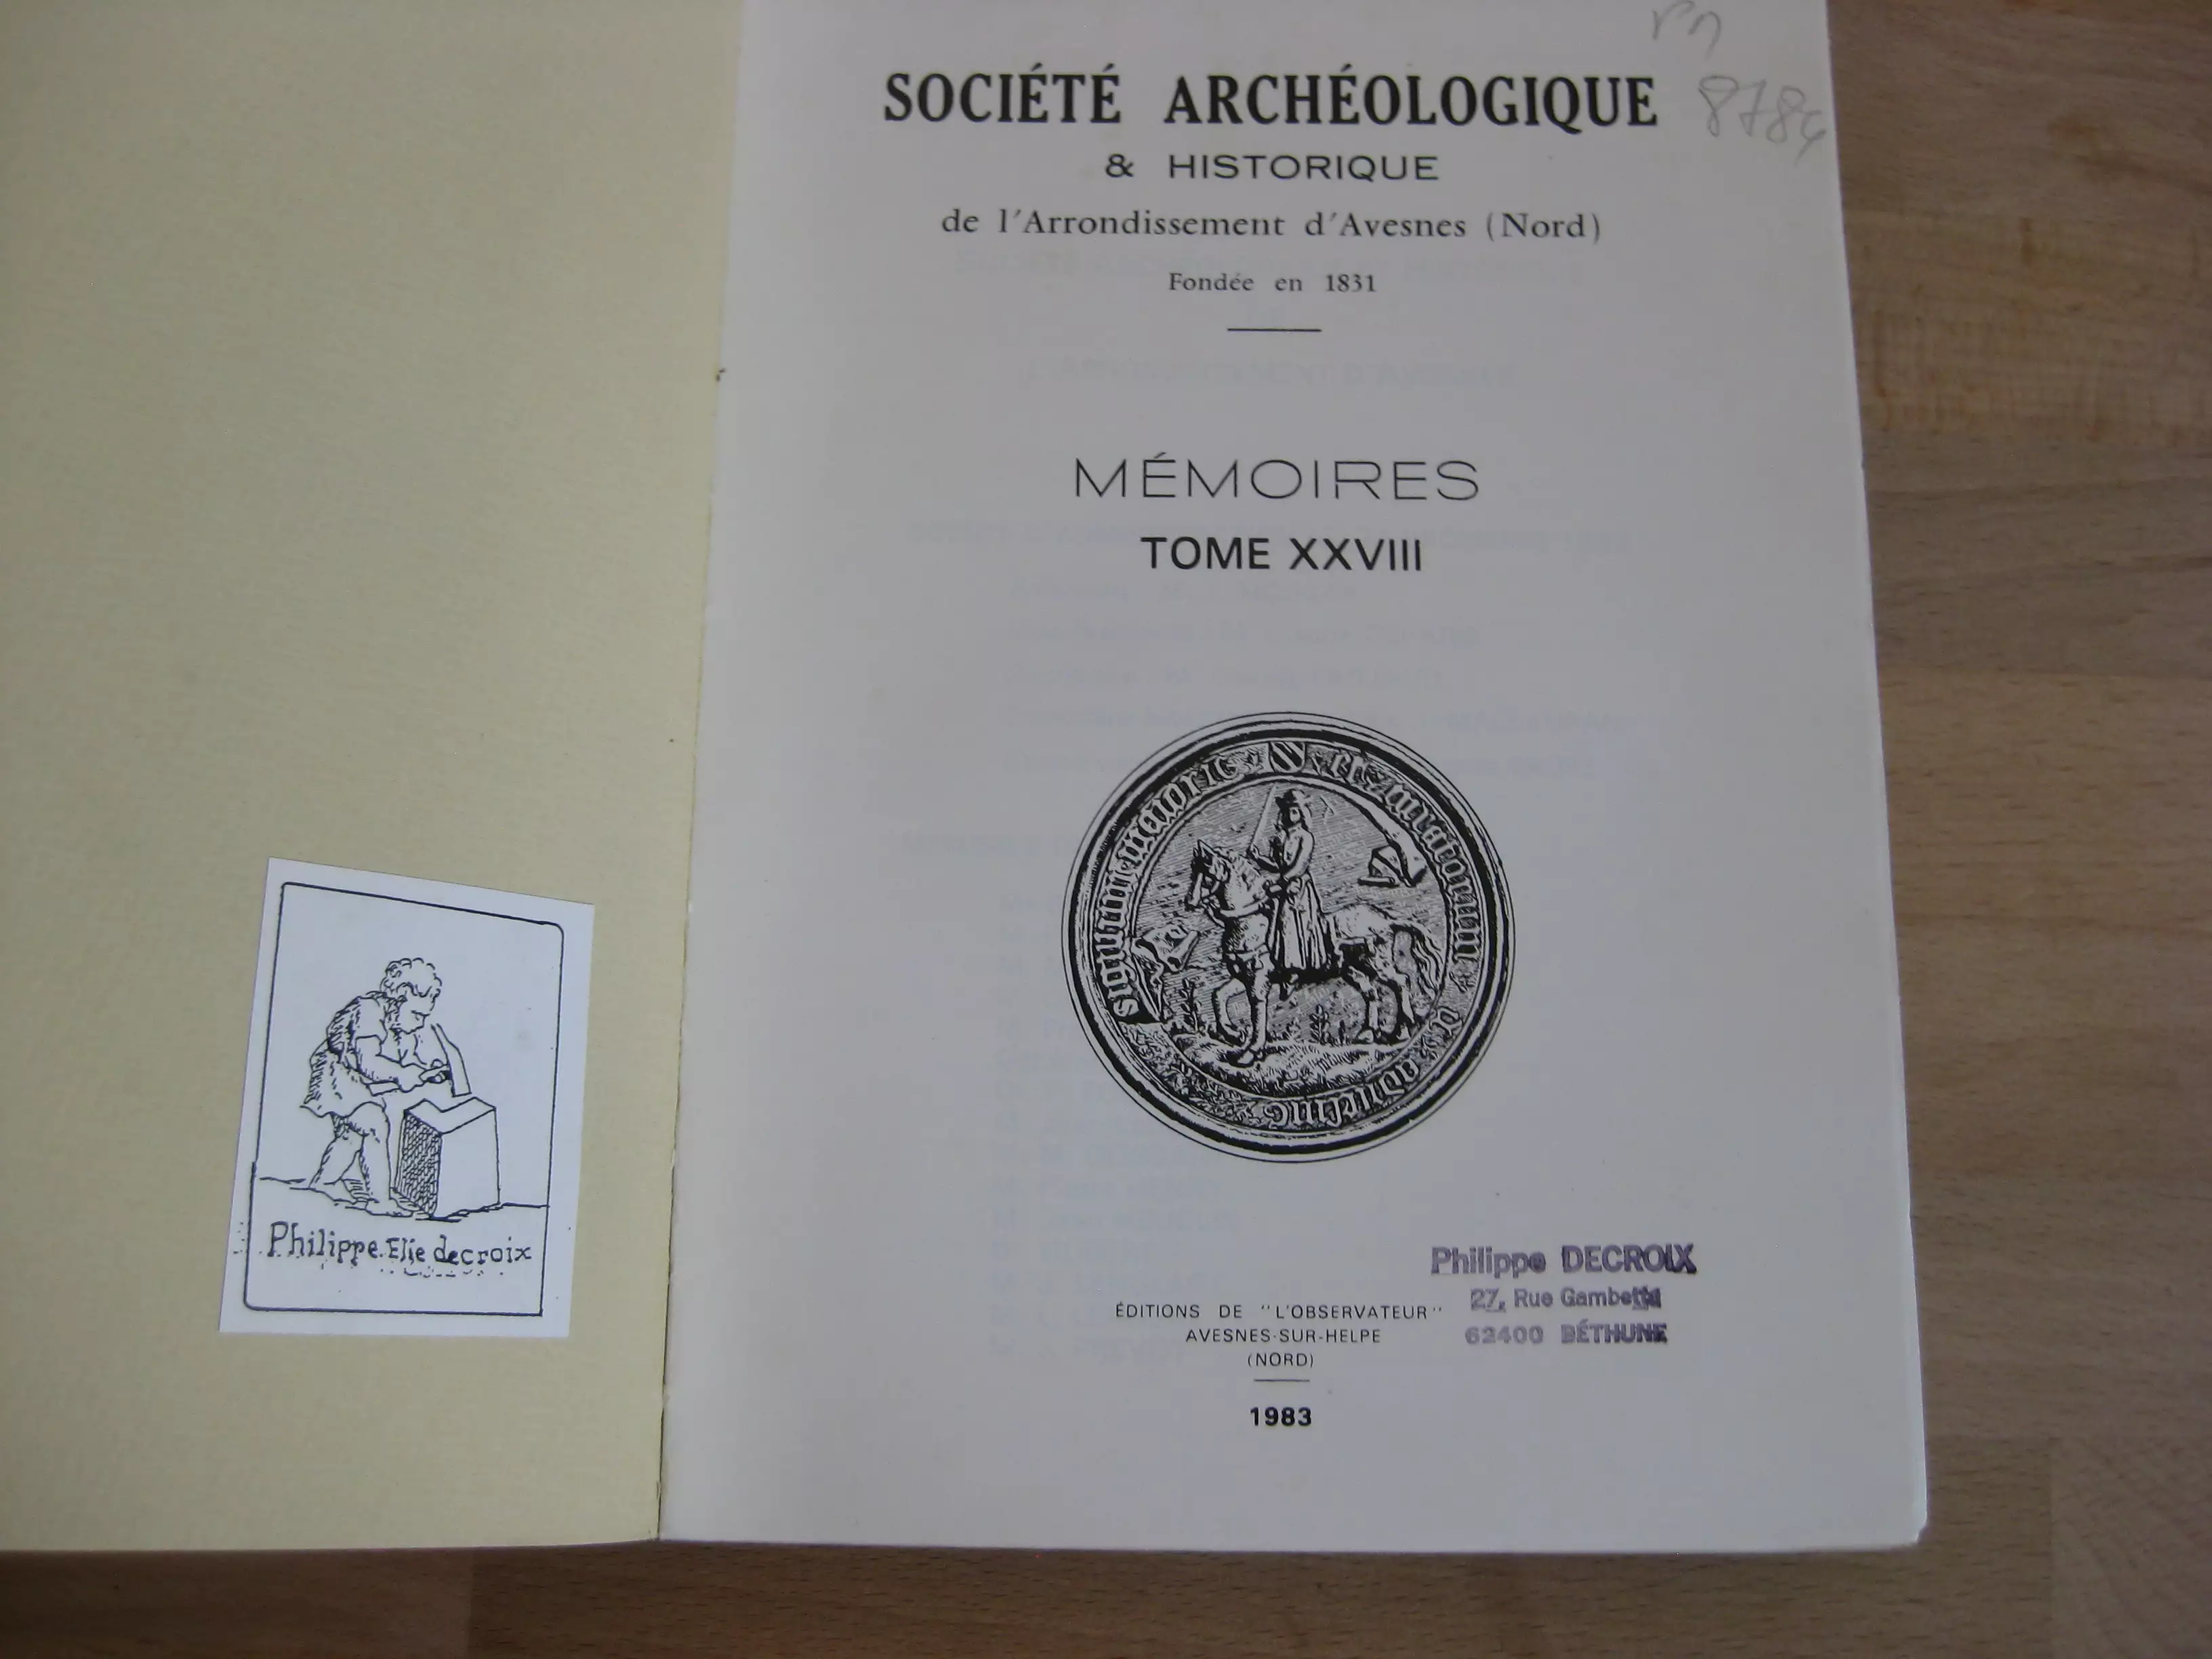 SOCIÉTÉ ARCHÉOLOGIQUE
& HISTORIQUE
de l'Arrondissement d'Avesnes (Nord)
Fondée en 1831
MÉMOIRES
TOME XXVIII
ÉDITIONS DE "L'OBSERVATEUR"
AVESNES-SUR-HELPE
(NORD)
1983
Philippe DECROIX
27, Rue Gambetta
62400 BÉTHUNE
Philippe.Elie decroix